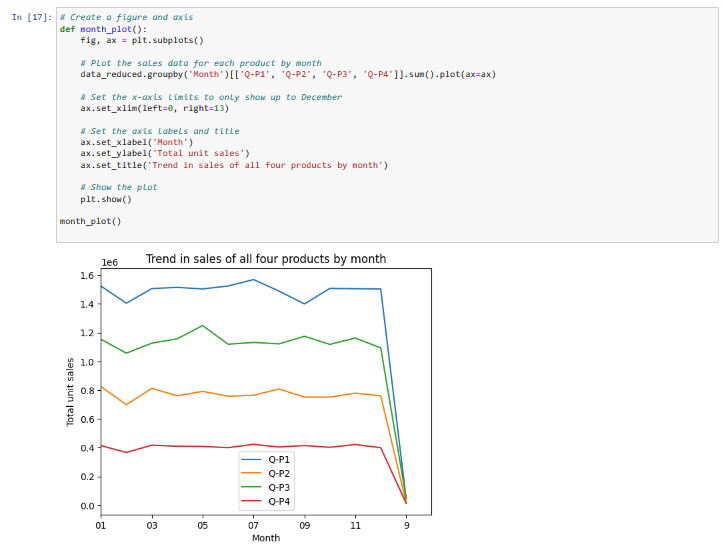 In [17]:
# Create a figure and axis
def month_plot():
fig, ax = plt.subplots()
# Plot the sales data for each product by month
data_reduced.groupby('Month')[['Q-P1', 'Q-P2', 'Q-P3', 'Q-P4']].sum().plot(ax=ax)
# Set the x-axis limits to only show up to December
ax.set_xlim(left=0, right=13)
# Set the axis labels and title
ax.set_xlabel('Month')
ax.set_ylabel('Total unit sales')
ax.set_title('Trend in sales of all four products by month')
# Show the plot
plt.show()
month_plot()
Trend in sales of all four products by month
1e6
1.6
1.4
1.2
1.0
0.8
0.6
0.4
0.2
0.0
Total unit sales
Q-P1
Q-P2
Q-P3
Q-P4
01 03 05 07 09 11 9
Month